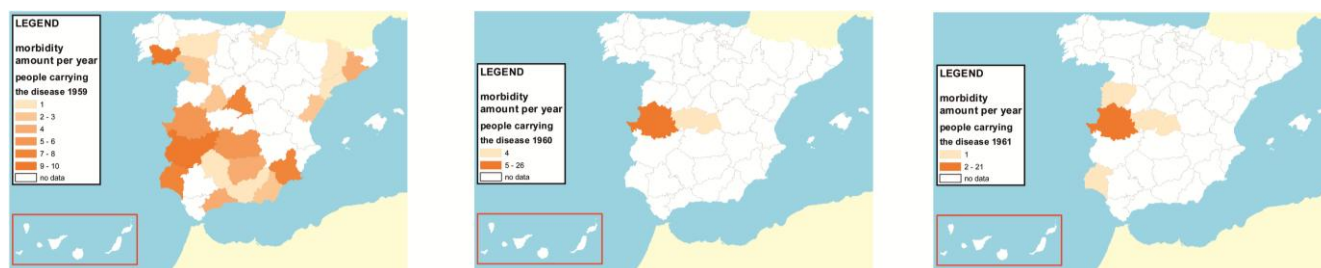 LEGEND
morbidity
amount per year
people carrying
the disease 1959
1
2 - 3
4
5 - 6
7 - 8
9 - 10
no data
LEGEND
morbidity
amount per year
people carrying
the disease 1960
4
5 - 26
no data
LEGEND
morbidity
amount per year
people carrying
the disease 1961
1
2 - 21
no data